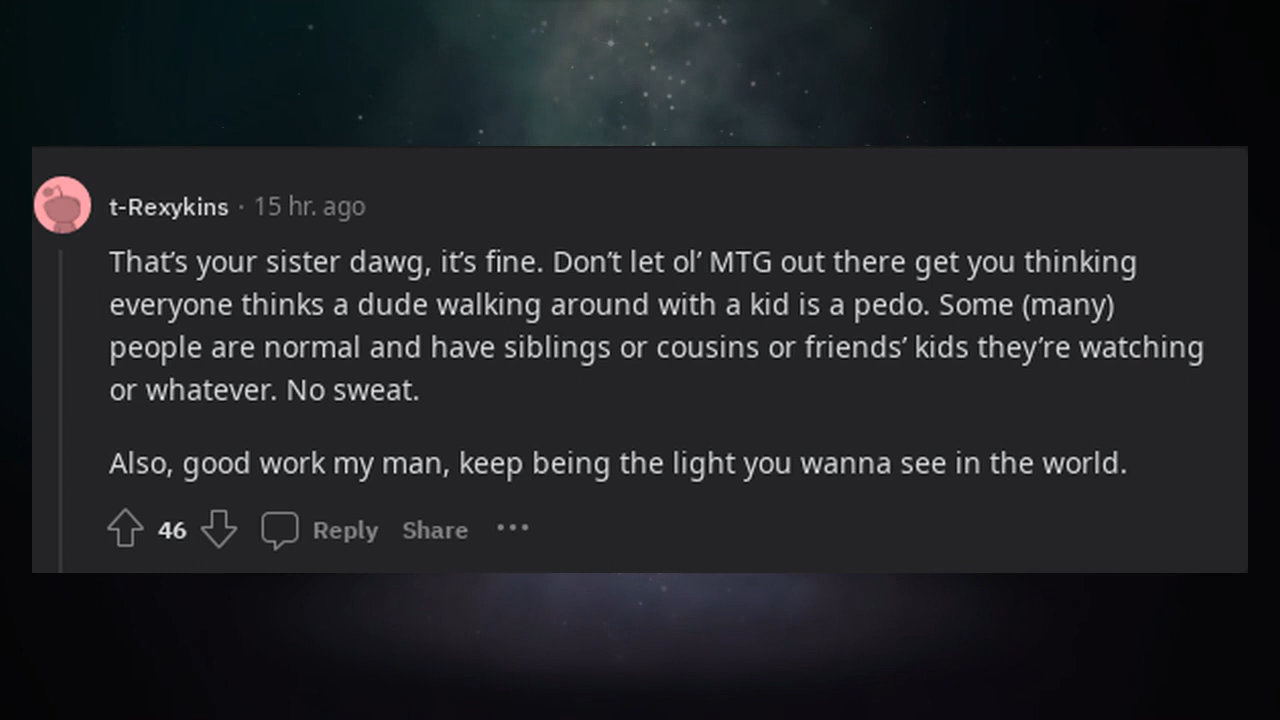 t-Rexykins · 15 hr. ago
That’s your sister dawg, it’s fine. Don’t let ol’ MTG out there get you thinking
everyone thinks a dude walking around with a kid is a pedo. Some (many)
people are normal and have siblings or cousins or friends’ kids they’re watching
or whatever. No sweat.
Also, good work my man, keep being the light you wanna see in the world.
46 Reply Share ···